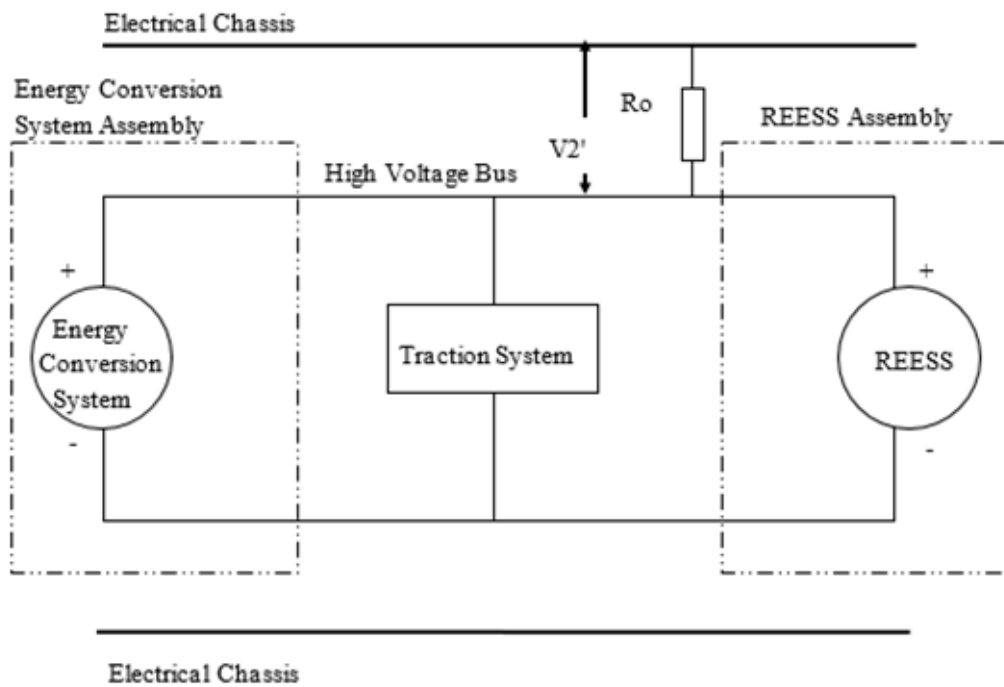 Electrical Chassis
Energy Conversion
System Assembly
Ro
REESS Assembly
V2'
High Voltage Bus
+
+
Energy
Conversion
System
Traction System
REESS
-
-
Electrical Chassis